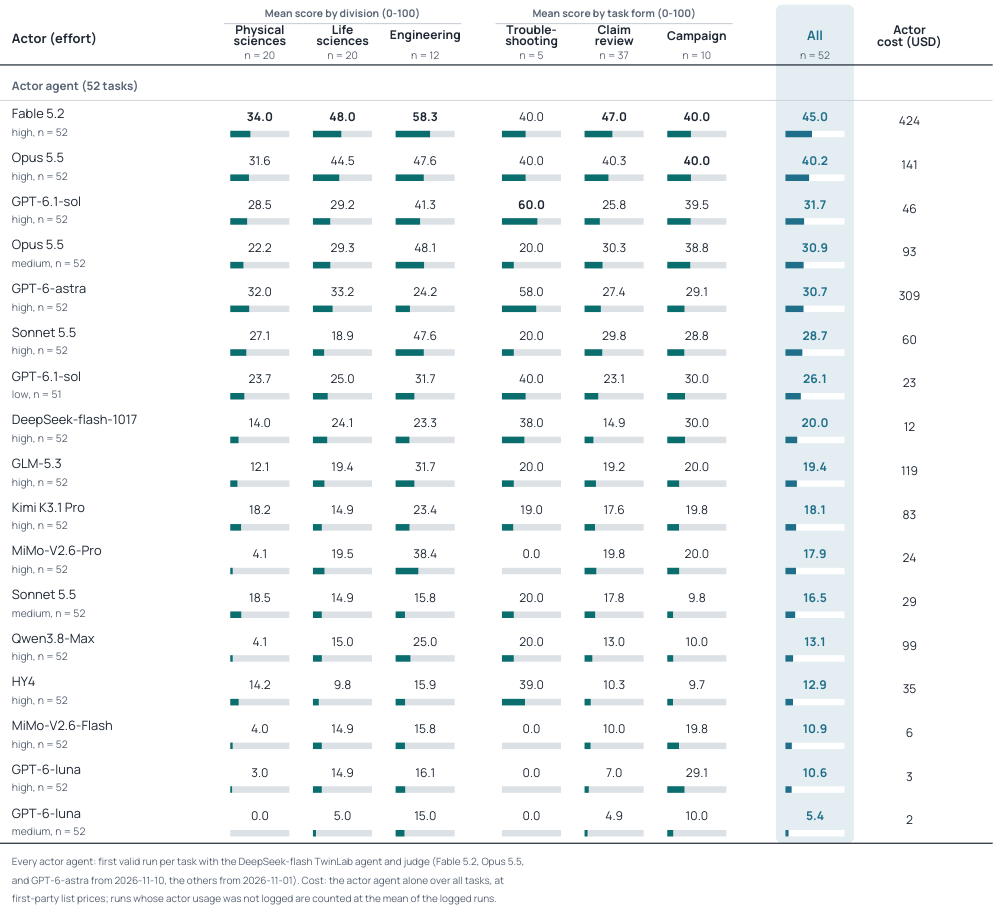 Mean score by division (0-100) Mean score by task form (0-100)
Actor (effort) Physical sciences Life sciences Engineering Trouble-shooting Claim review Campaign All Actor cost (USD)
n = 20 n = 20 n = 12 n = 5 n = 37 n = 10 n = 52
Actor agent (52 tasks)
Fable 5.2 34.0 48.0 58.3 40.0 47.0 40.0 45.0 424
high, n = 52
Opus 5.5 31.6 44.5 47.6 40.0 40.3 40.0 40.2 141
high, n = 52
GPT-6.1-sol 28.5 29.2 41.3 60.0 25.8 39.5 31.7 46
high, n = 52
Opus 5.5 22.2 29.3 48.1 20.0 30.3 38.8 30.9 93
medium, n = 52
GPT-6-astra 32.0 33.2 24.2 58.0 27.4 29.1 30.7 309
high, n = 52
Sonnet 5.5 27.1 18.9 47.6 20.0 29.8 28.8 28.7 60
high, n = 52
GPT-6.1-sol 23.7 25.0 31.7 40.0 23.1 30.0 26.1 23
low, n = 51
DeepSeek-flash-1017 14.0 24.1 23.3 38.0 14.9 30.0 20.0 12
high, n = 52
GLM-5.3 12.1 19.4 31.7 20.0 19.2 20.0 19.4 119
high, n = 52
Kimi K3.1 Pro 18.2 14.9 23.4 19.0 17.6 19.8 18.1 83
high, n = 52
MiMo-V2.6-Pro 4.1 19.5 38.4 0.0 19.8 20.0 17.9 24
high, n = 52
Sonnet 5.5 18.5 14.9 15.8 20.0 17.8 9.8 16.5 29
medium, n = 52
Qwen3.8-Max 4.1 15.0 25.0 20.0 13.0 10.0 13.1 99
high, n = 52
HY4 14.2 9.8 15.9 39.0 10.3 9.7 12.9 35
high, n = 52
MiMo-V2.6-Flash 4.0 14.9 15.8 0.0 10.0 19.8 10.9 6
high, n = 52
GPT-6-luna 3.0 14.9 16.1 0.0 7.0 29.1 10.6 3
high, n = 52
GPT-6-luna 0.0 5.0 15.0 0.0 4.9 10.0 5.4 2
medium, n = 52
Every actor agent: first valid run per task with the DeepSeek-flash TwinLab agent and judge (Fable 5.2, Opus 5.5,
and GPT-6-astra from 2026-11-10, the others from 2026-11-01). Cost: the actor agent alone over all tasks, at
first-party list prices; runs whose actor usage was not logged are counted at the mean of the logged runs.